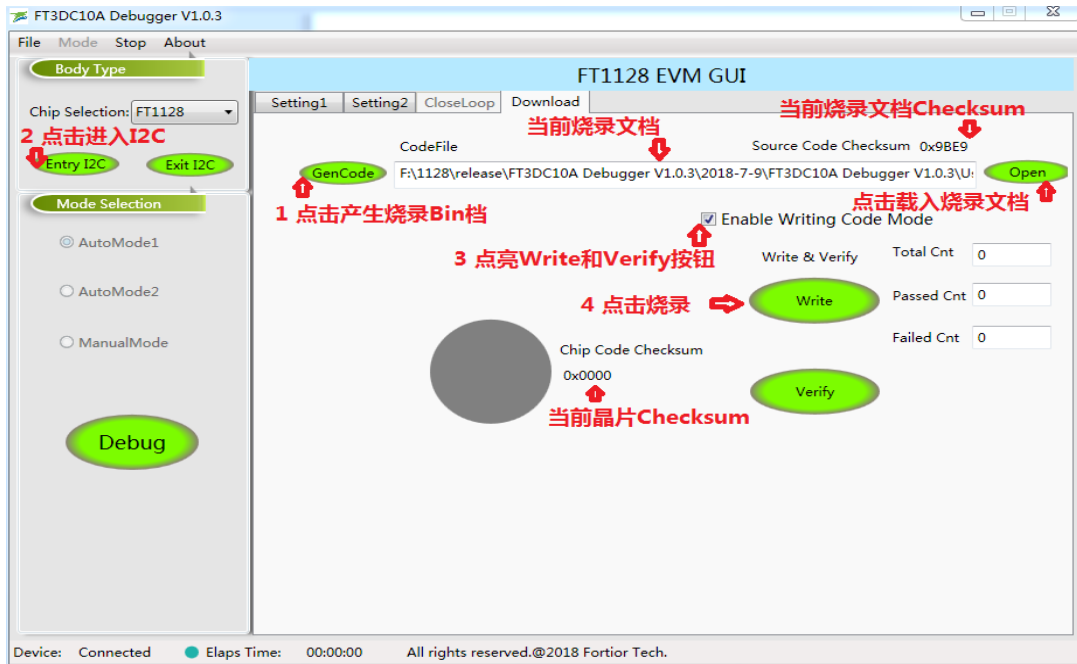 FT3DC10A Debugger V1.0.3
File Mode Stop About
Body Type
Chip Selection: FT1128
2 点击进入I2C
Entry I2C Exit I2C
Mode Selection
AutoMode1
AutoMode2
ManualMode
Debug
FT1128 EVM GUI
Setting1 Setting2 CloseLoop Download
当前烧录文档Checksum
当前烧录文档
CodeFile Source Code Checksum 0x9BE9
GenCode F:\1128\release\FT3DC10A Debugger V1.0.3\2018-7-9\FT3DC10A Debugger V1.0.3\U Open
1 点击产生烧录Bin档
点击载入烧录文档
Enable Writing Code Mode
3 点亮Write和Verify按钮
Write & Verify Total Cnt 0
4 点击烧录 Write Passed Cnt 0
Failed Cnt 0
Chip Code Checksum
0x0000
Verify
当前晶片Checksum
Device: Connected Elaps Time: 00:00:00 All rights reserved.@2018 Fortior Tech.